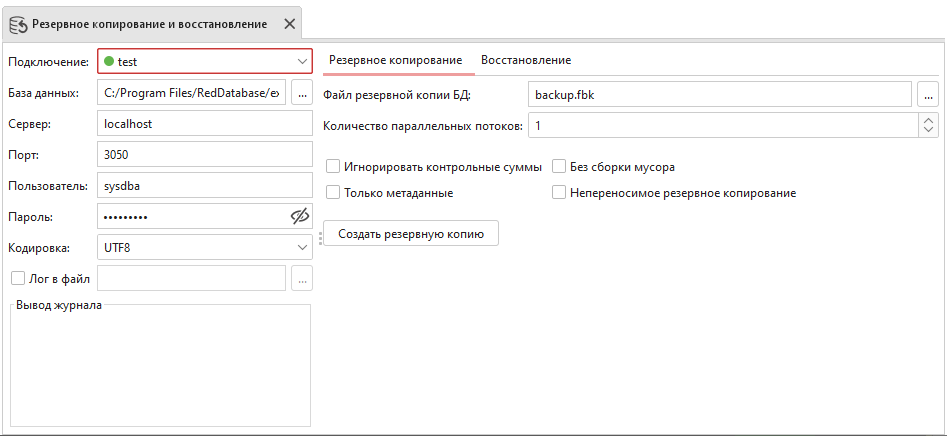 Резервное копирование и восстановление
Подключение: test
База данных: C:/Program Files/RedDatabase/ex ...
Сервер: localhost
Порт: 3050
Пользователь: sysdba
Пароль: •••••••••
Кодировка: UTF8
Лог в файл ...
Вывод журнала
Резервное копирование Восстановление
Файл резервной копии БД: backup.fbk ...
Количество параллельных потоков: 1
Игнорировать контрольные суммы Без сборки мусора
Только метаданные Непереносимое резервное копирование
Создать резервную копию